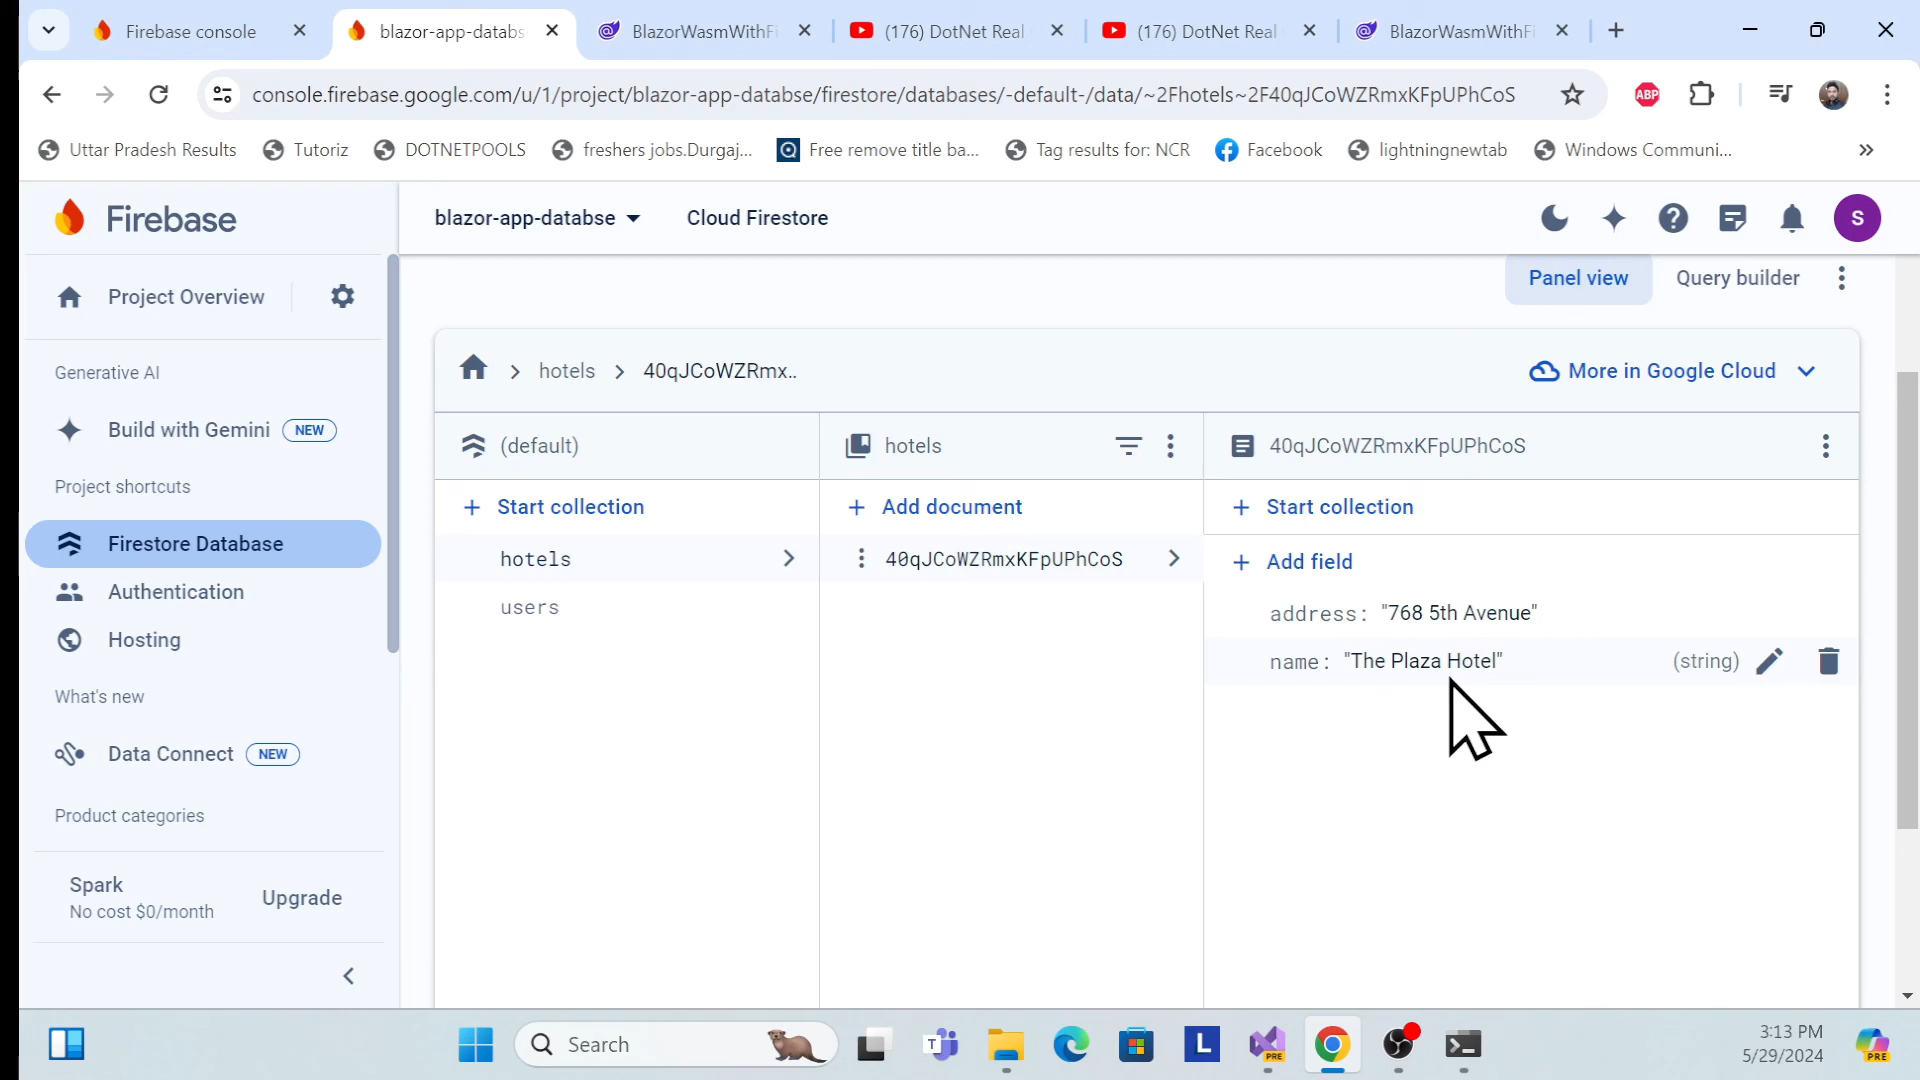 Firebase console
blazor-app-databs
BlazorWasmWithFi
(176) DotNet Real
(176) DotNet Real
BlazorWasmWithFi
console.firebase.google.com/u/1/project/blazor-app-databse/firestore/databases/-default-/data/~2Fhotels~2F40qJCoWZRmxKFpUPhCoS
ABP
Uttar Pradesh Results
Tutoriz
DOTNETPOOLS
freshers jobs.Durgaj...
Free remove title ba...
Tag results for: NCR
Facebook
lightningnewtab
Windows Communi...
Firebase
blazor-app-databse
Cloud Firestore
S
Project Overview
Panel view
Query builder
Generative AI
Build with Gemini NEW
Project shortcuts
Firestore Database
Authentication
Hosting
What's new
Data Connect NEW
Product categories
Spark
No cost $0/month
Upgrade
hotels
40qJCoWZRmx..
More in Google Cloud
(default)
Start collection
hotels
users
hotels
Add document
40qJCoWZRmxKFpUPhCoS
40qJCoWZRmxKFpUPhCoS
Start collection
Add field
address: "768 5th Avenue"
name: "The Plaza Hotel" (string)
Search
T
L
PRE
3:13 PM
5/29/2024
PRE